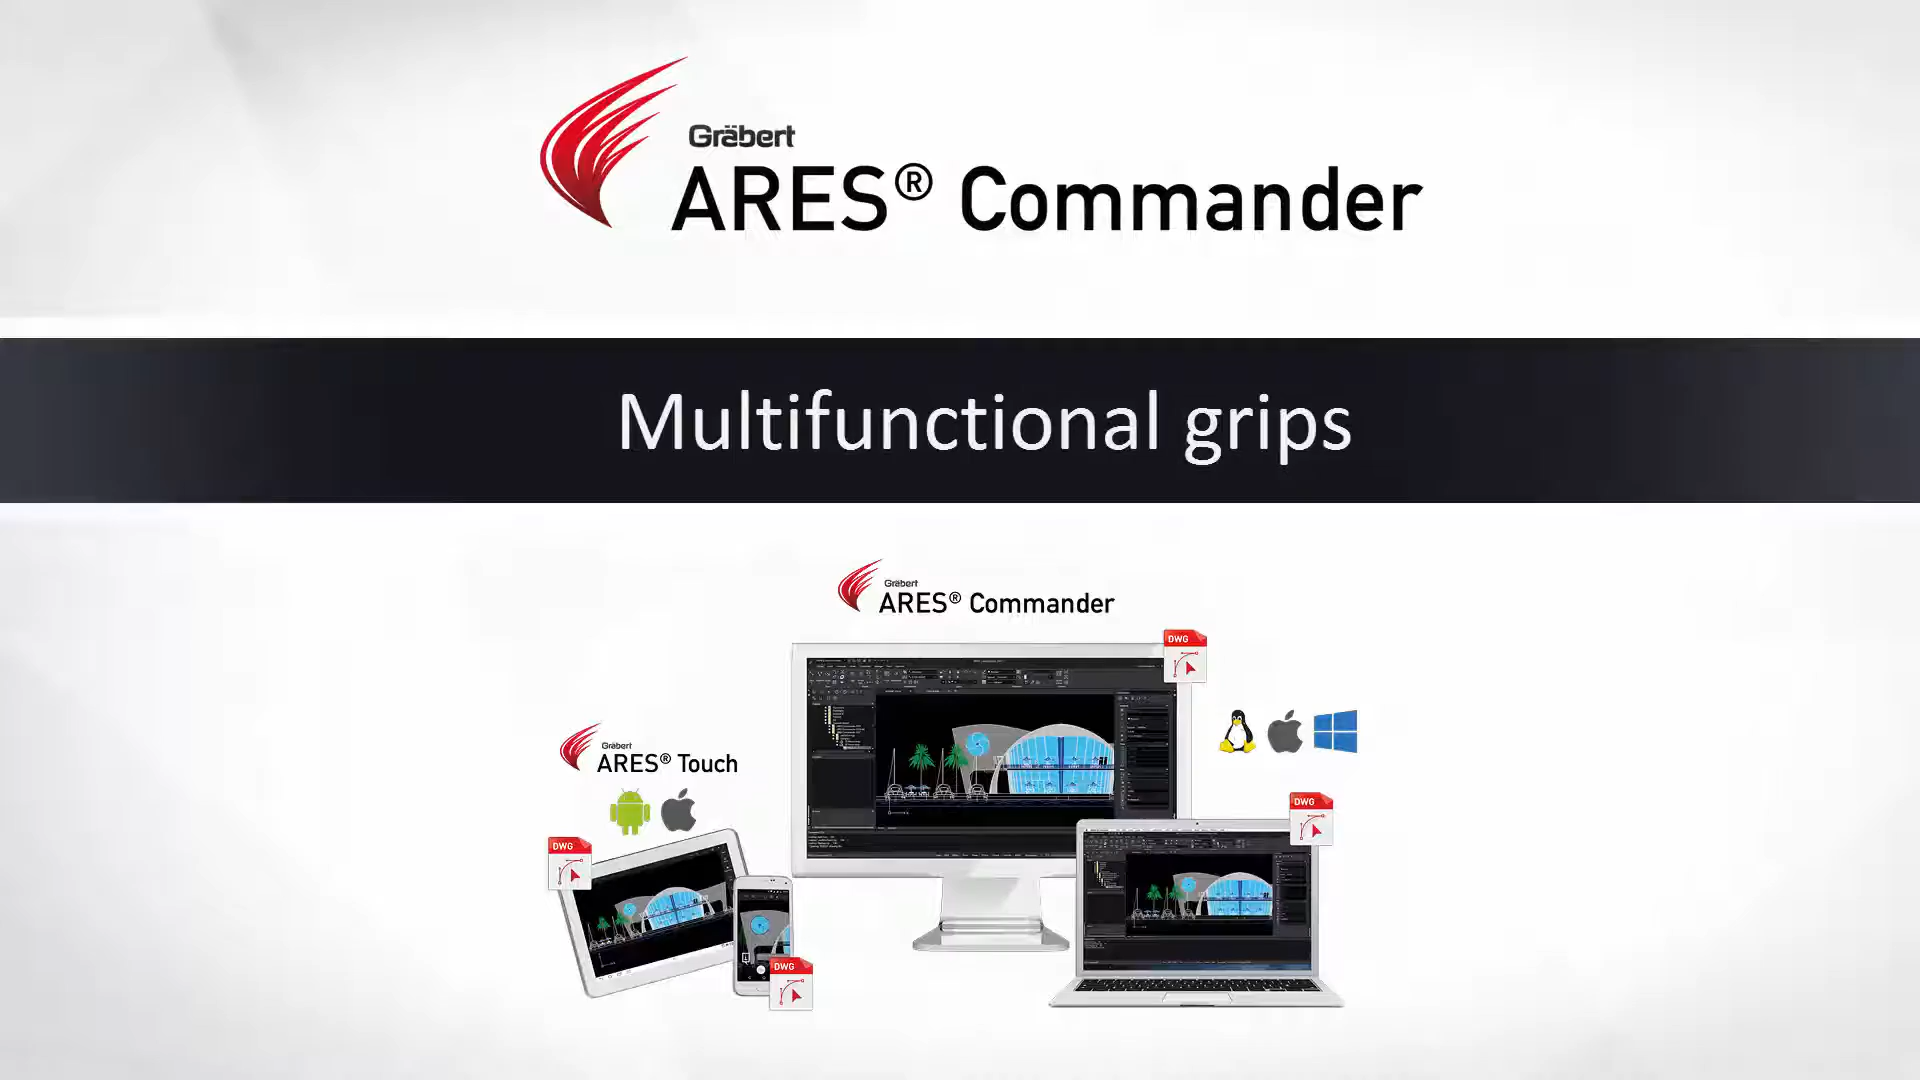 Gräbert
ARES® Commander
Multifunctional grips
Gräbert
ARES® Commander
DWG
Gräbert
ARES® Touch
DWG
DWG
DWG